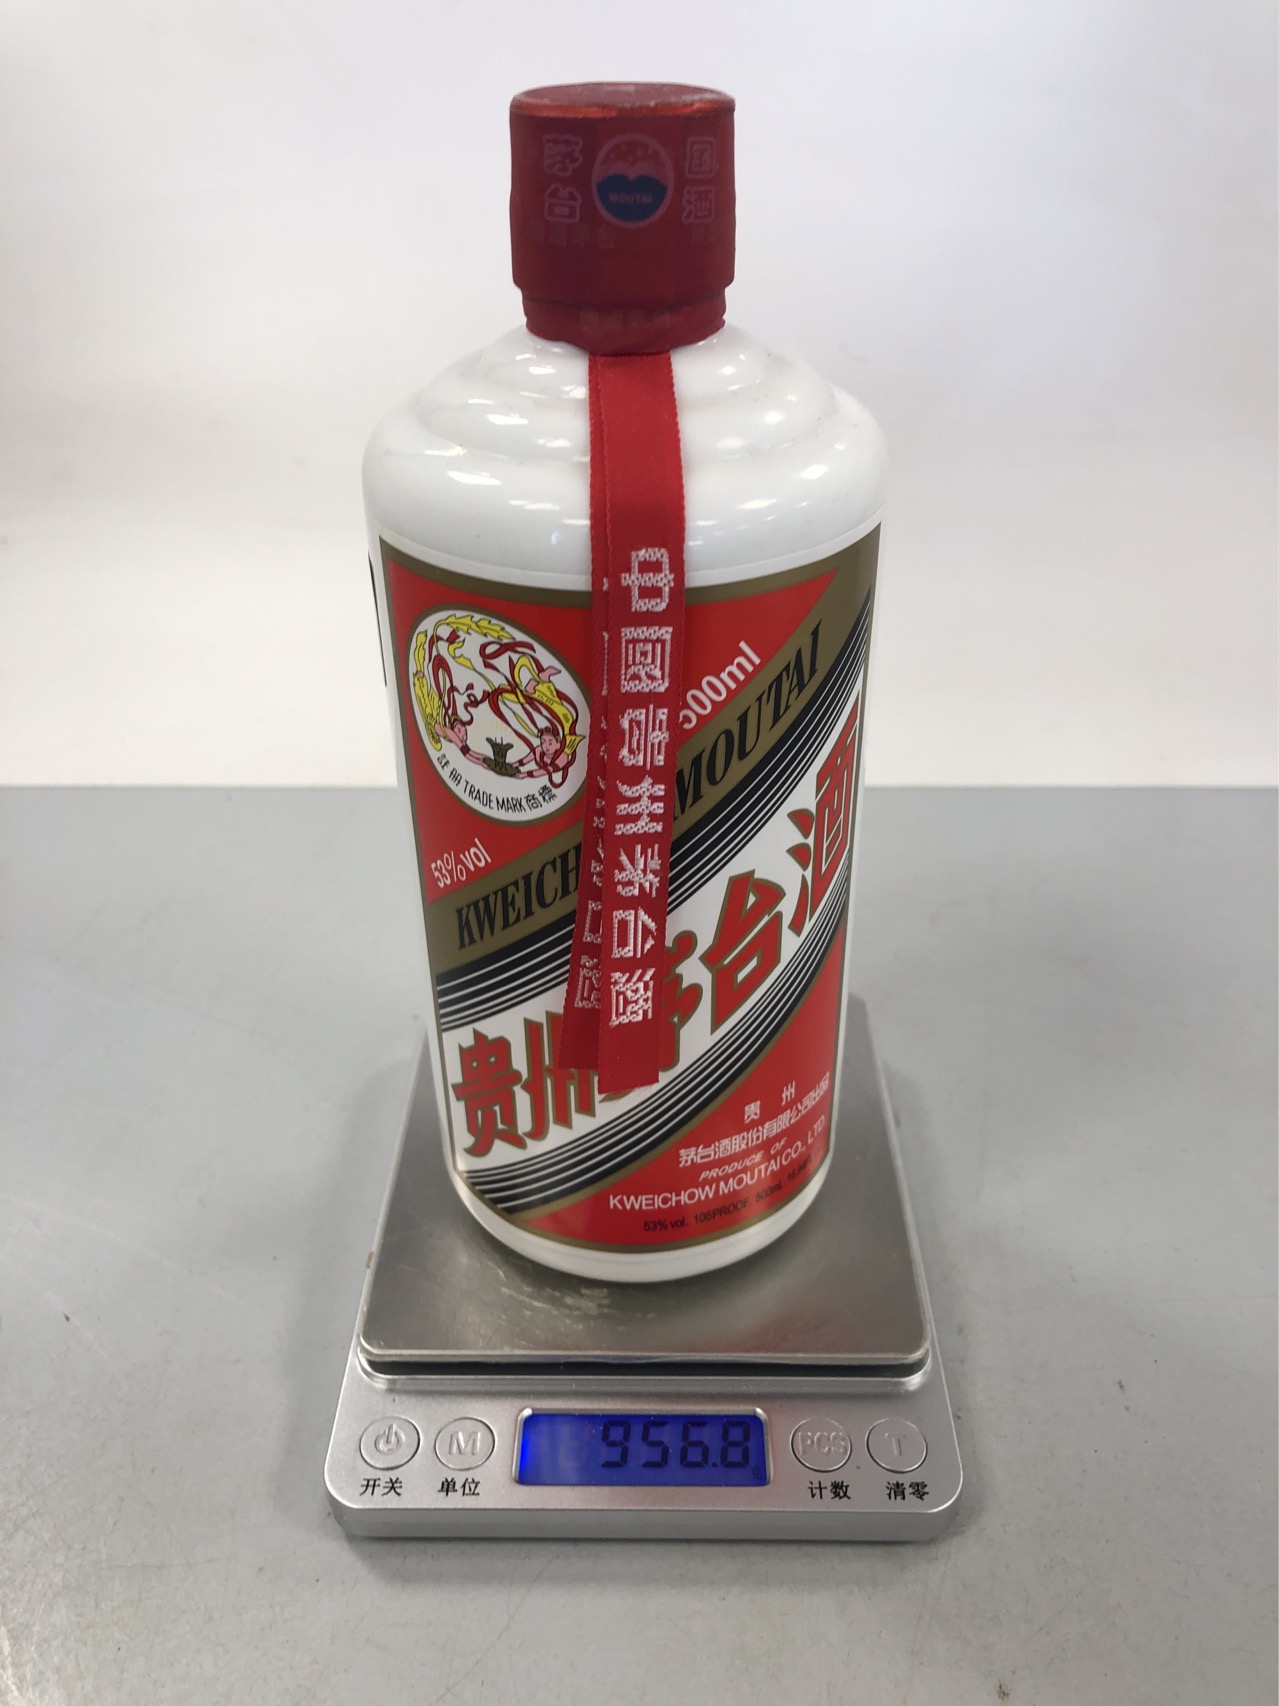 茅台
MOUTAI
国酒
中国贵州茅台酒
500ml
TRADE MARK 商標
53%vol
KWEICH MOUTAI
贵州茅台酒
贵州
茅台酒股份有限公司出品
PRODUCE OF
KWEICHOW MOUTAI CO., LTD.
53% vol. 106PROOF. 500mL
956.8
M
PCS
T
开关
单位
计数
清零